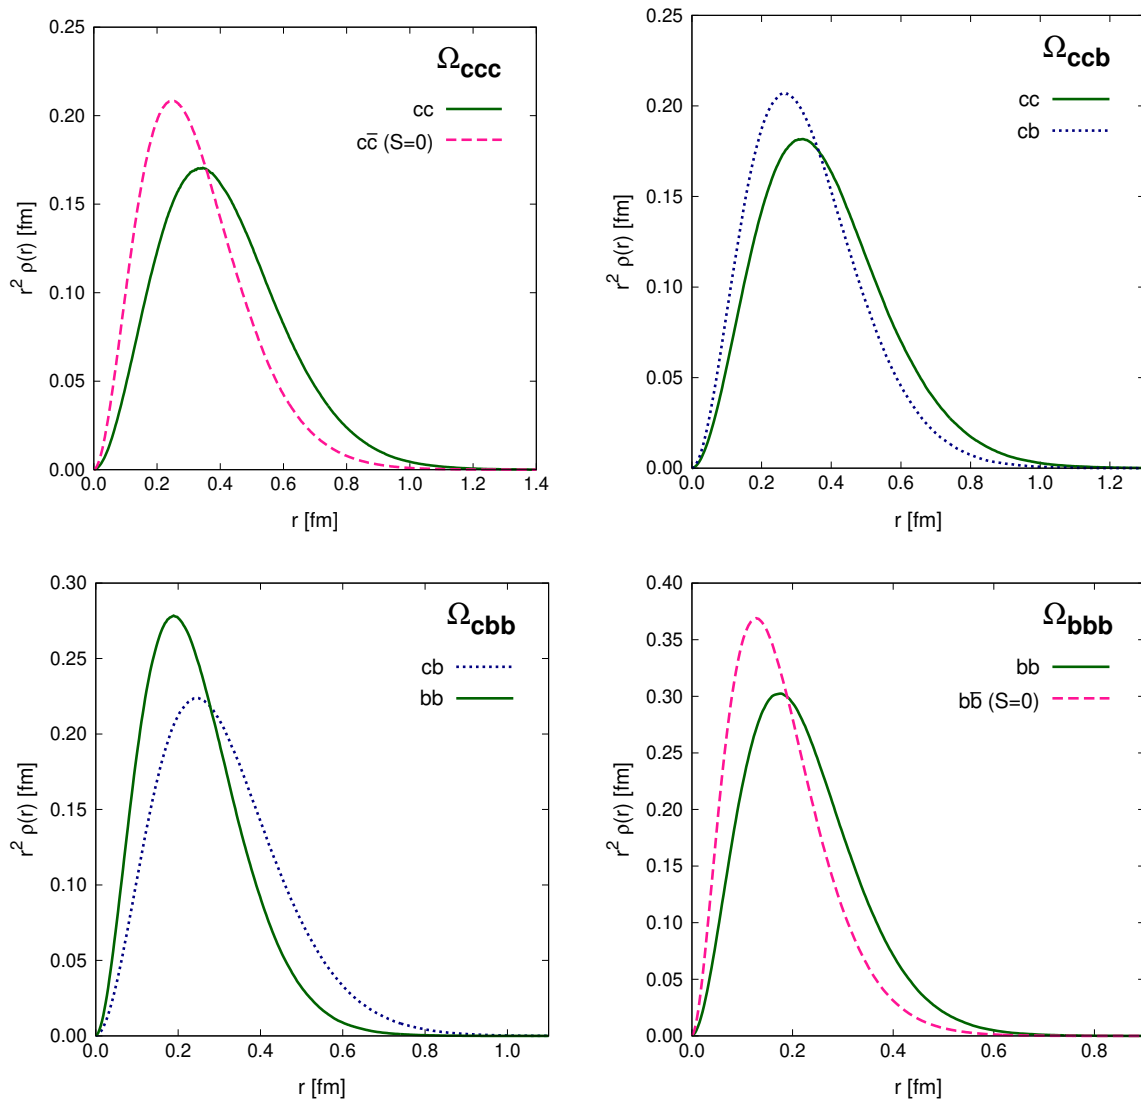 Ω_ccc
cc
cc̄ (S=0)
r² ρ(r) [fm]
0.25
0.20
0.15
0.10
0.05
0.00
0.0 0.2 0.4 0.6 0.8 1.0 1.2 1.4
r [fm]
Ω_ccb
cc
cb
r² ρ(r) [fm]
0.25
0.20
0.15
0.10
0.05
0.00
0.0 0.2 0.4 0.6 0.8 1.0 1.2
r [fm]
Ω_cbb
cb
bb
r² ρ(r) [fm]
0.30
0.25
0.20
0.15
0.10
0.05
0.00
0.0 0.2 0.4 0.6 0.8 1.0
r [fm]
Ω_bbb
bb
bb̄ (S=0)
r² ρ(r) [fm]
0.40
0.35
0.30
0.25
0.20
0.15
0.10
0.05
0.00
0.0 0.2 0.4 0.6 0.8
r [fm]